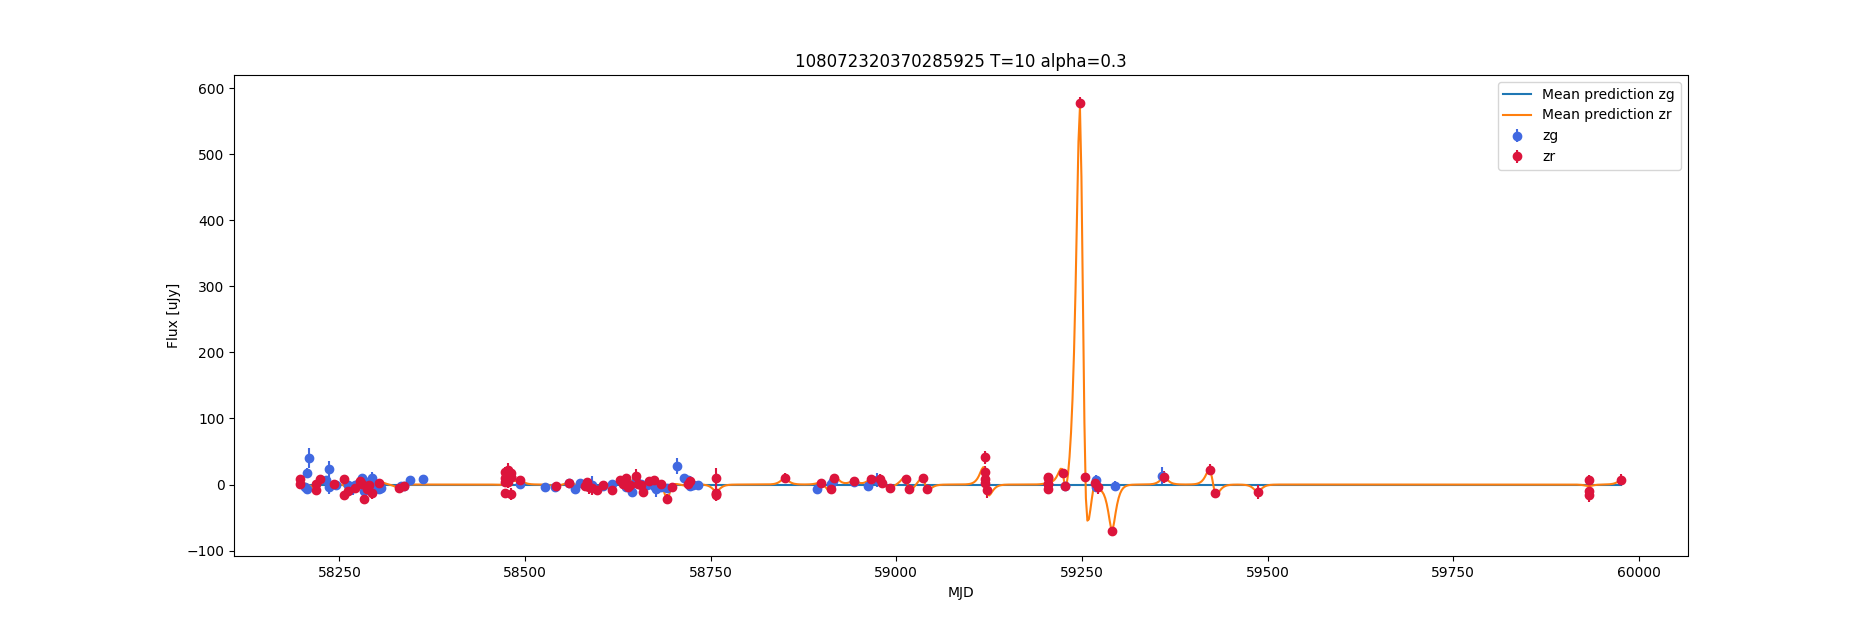 108072320370285925 T=10 alpha=0.3
Mean prediction zg
Mean prediction zr
zg
zr
Flux [uJy]
600
500
400
300
200
100
0
−100
58250 58500 58750 59000 59250 59500 59750 60000
MJD